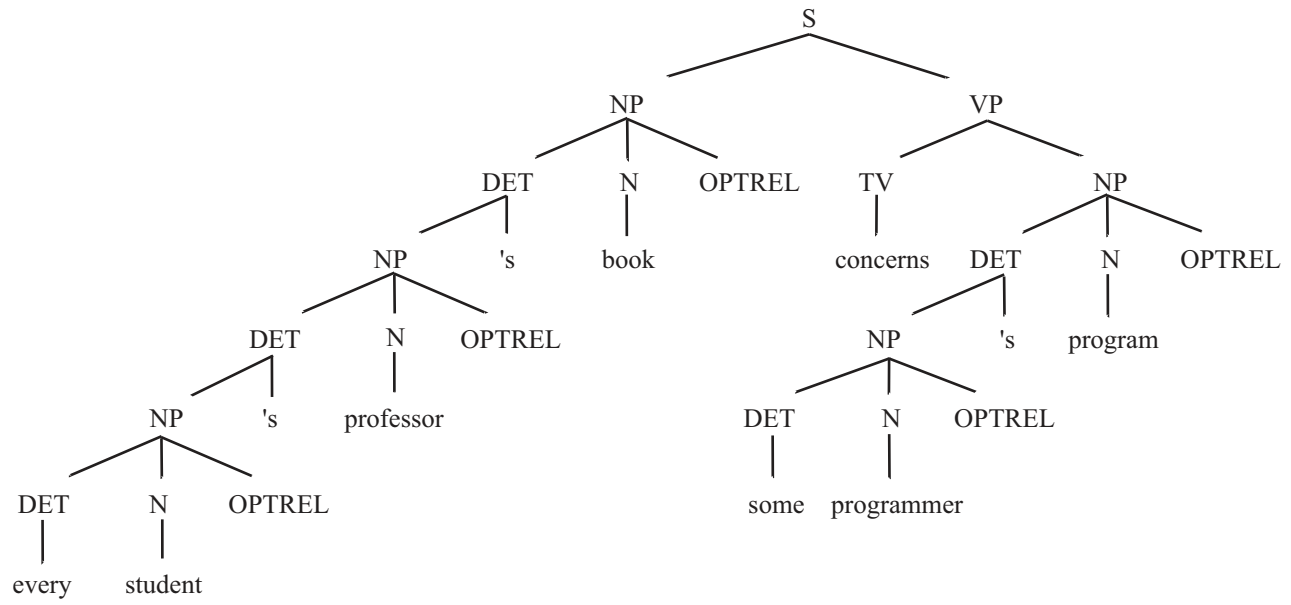 S
NP VP
DET N OPTREL TV NP
NP 's book concerns DET N OPTREL
DET N OPTREL NP 's program
NP 's professor DET N OPTREL
DET N OPTREL some programmer
every student